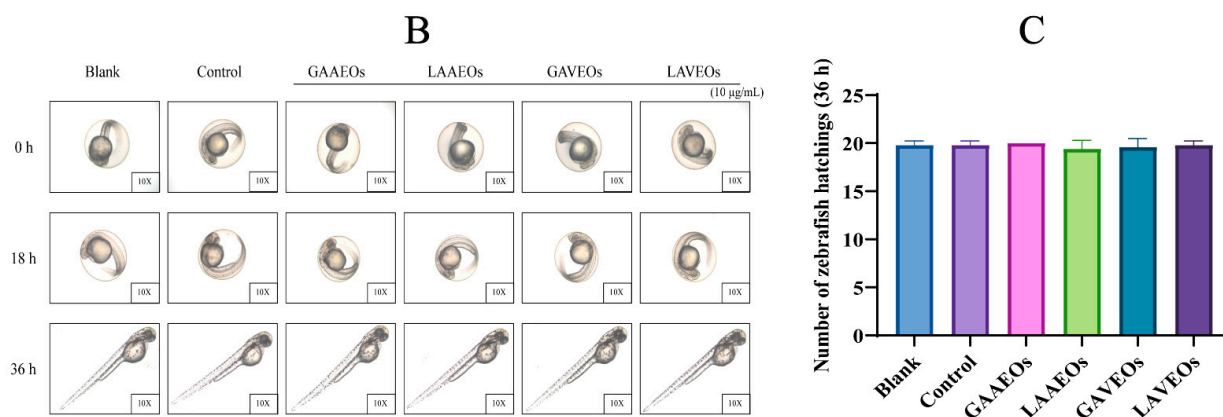 B
Blank Control GAAEOs LAAEOs GAVEOs LAVEOs
(10 μg/mL)
0 h
10X 10X 10X 10X 10X 10X
18 h
10X 10X 10X 10X 10X 10X
36 h
10X 10X 10X 10X 10X 10X
C
Number of zebrafish hatchings (36 h)
25
20
15
10
5
0
Blank Control GAAEOs LAAEOs GAVEOs LAVEOs